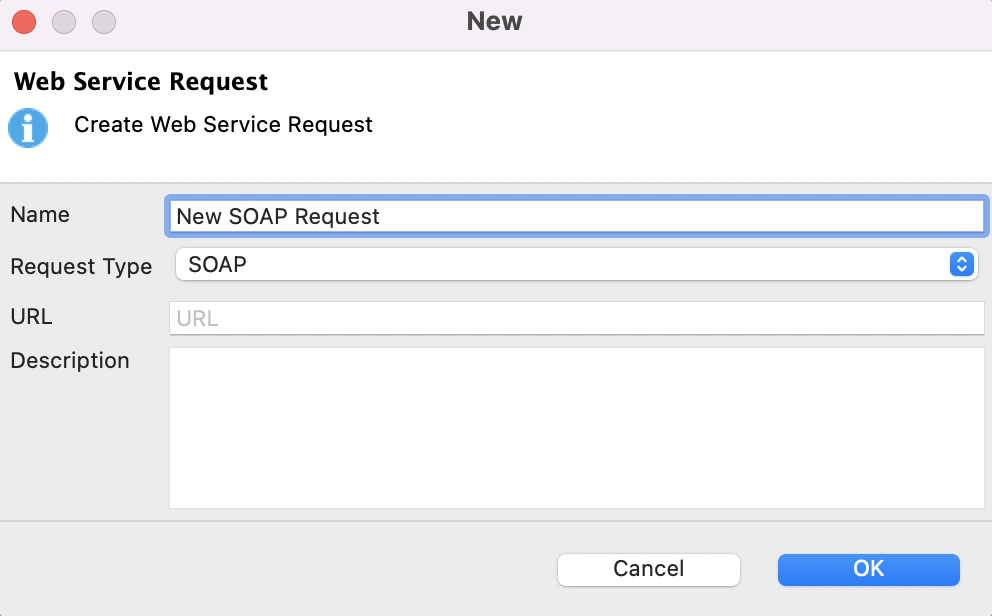 New
Web Service Request
Create Web Service Request
Name
New SOAP Request
Request Type
SOAP
URL
URL
Description
Cancel
OK